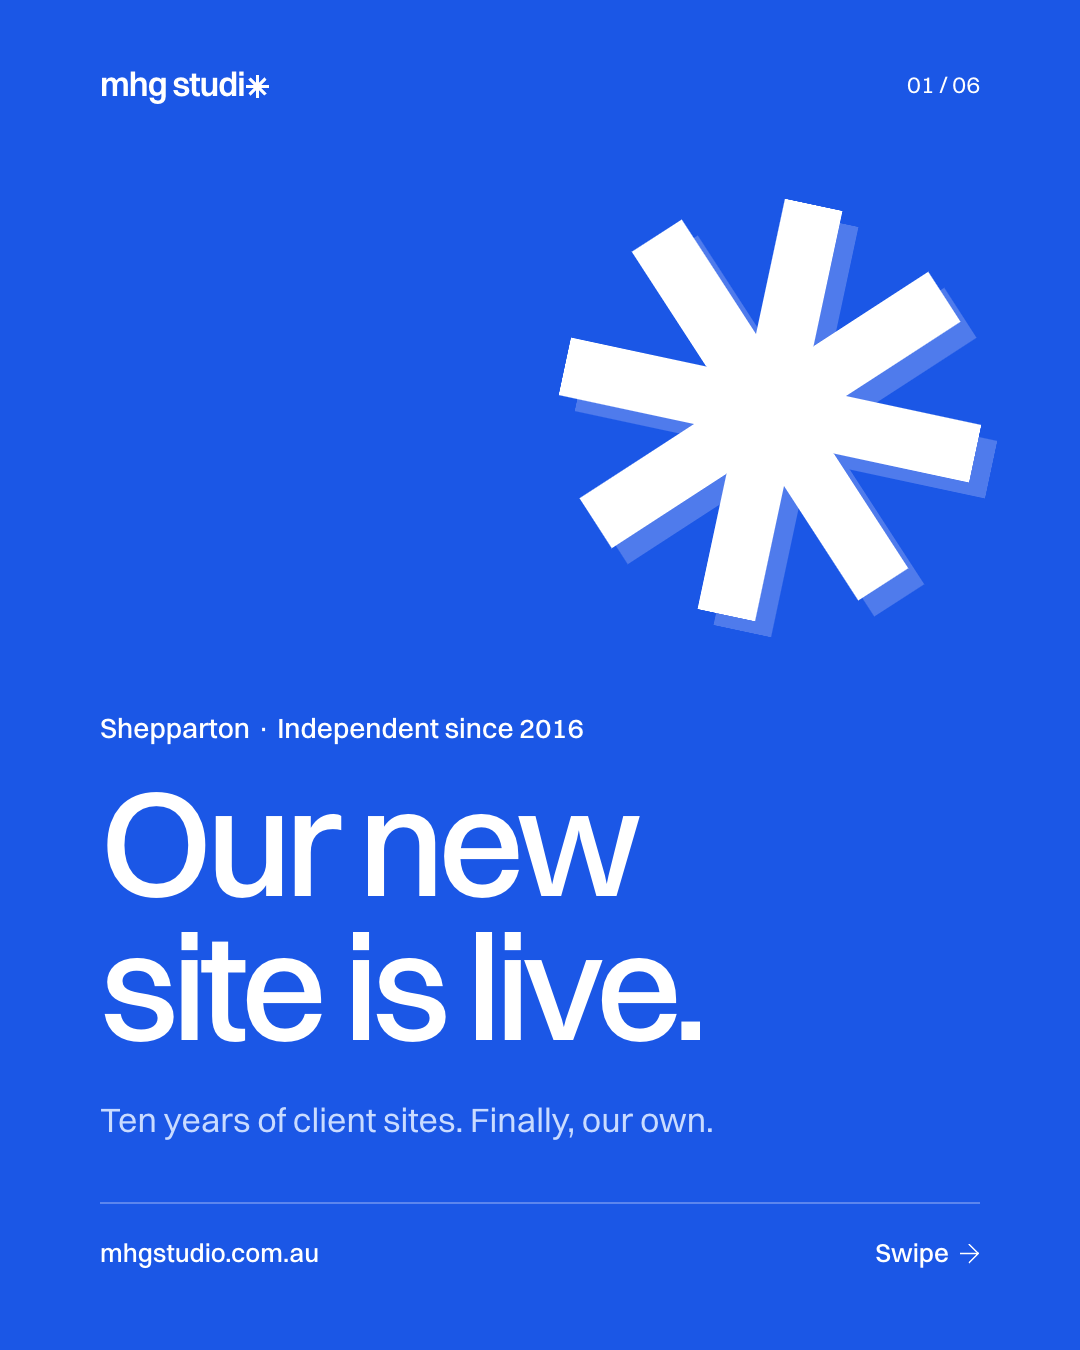 mhg studi✳
01 / 06
Shepparton · Independent since 2016
Our new
site is live.
Ten years of client sites. Finally, our own.
mhgstudio.com.au
Swipe →